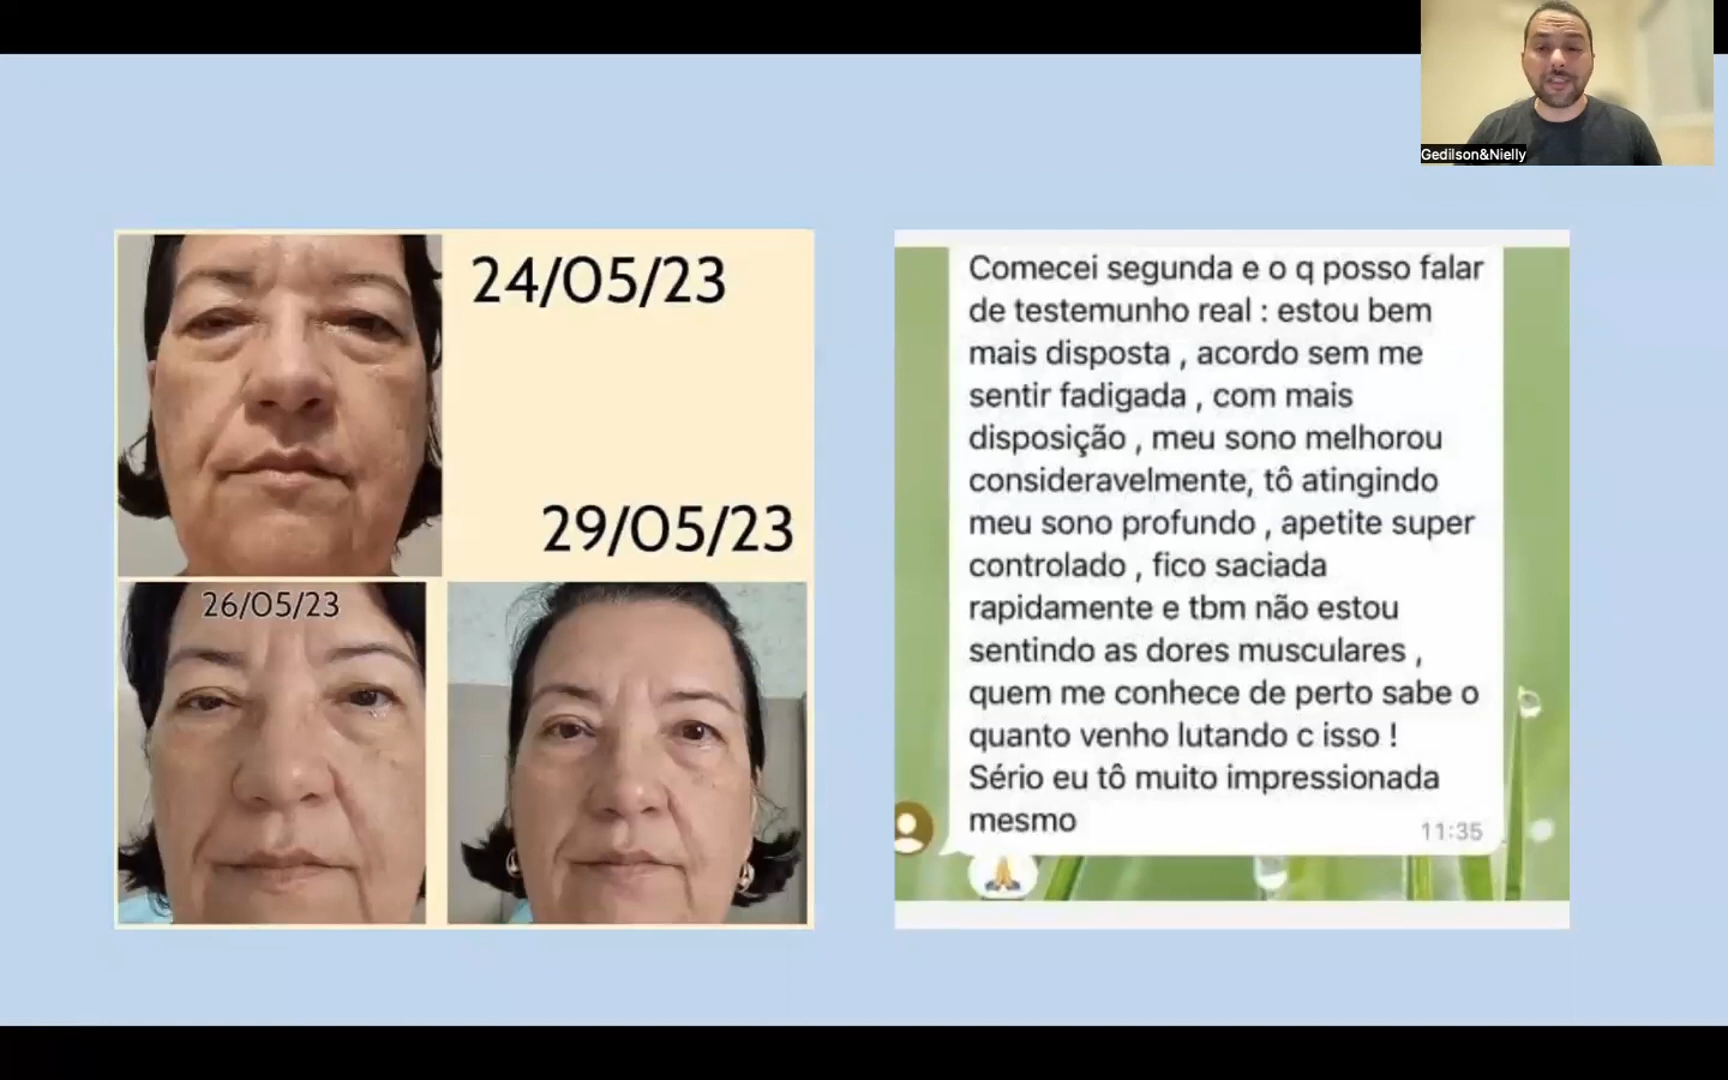 Gedilson&Nielly
24/05/23
29/05/23
26/05/23
Comecei segunda e o q posso falar
de testemunho real : estou bem
mais disposta , acordo sem me
sentir fadigada , com mais
disposição , meu sono melhorou
consideravelmente, tô atingindo
meu sono profundo , apetite super
controlado , fico saciada
rapidamente e tbm não estou
sentindo as dores musculares ,
quem me conhece de perto sabe o
quanto venho lutando c isso !
Sério eu tô muito impressionada
mesmo
11:35